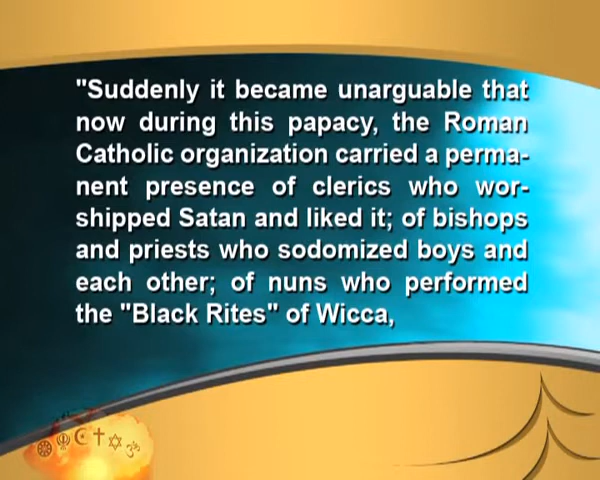 "Suddenly it became unarguable that
now during this papacy, the Roman
Catholic organization carried a perma-
nent presence of clerics who wor-
shipped Satan and liked it; of bishops
and priests who sodomized boys and
each other; of nuns who performed
the "Black Rites" of Wicca,